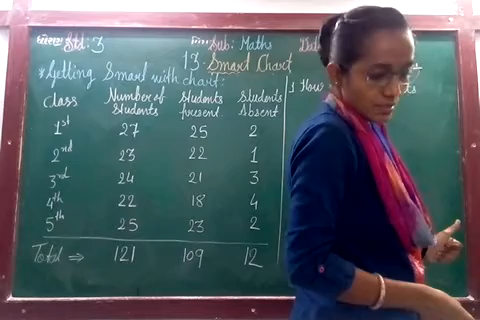 Std: 3 Sub: Maths
13. Smart Chart
* Getting Smart with chart:
Class Number of Students Students present Students Absent
1st 27 25 2
2nd 23 22 1
3rd 24 21 3
4th 22 18 4
5th 25 23 2
Total ⇒ 121 109 12
1 How